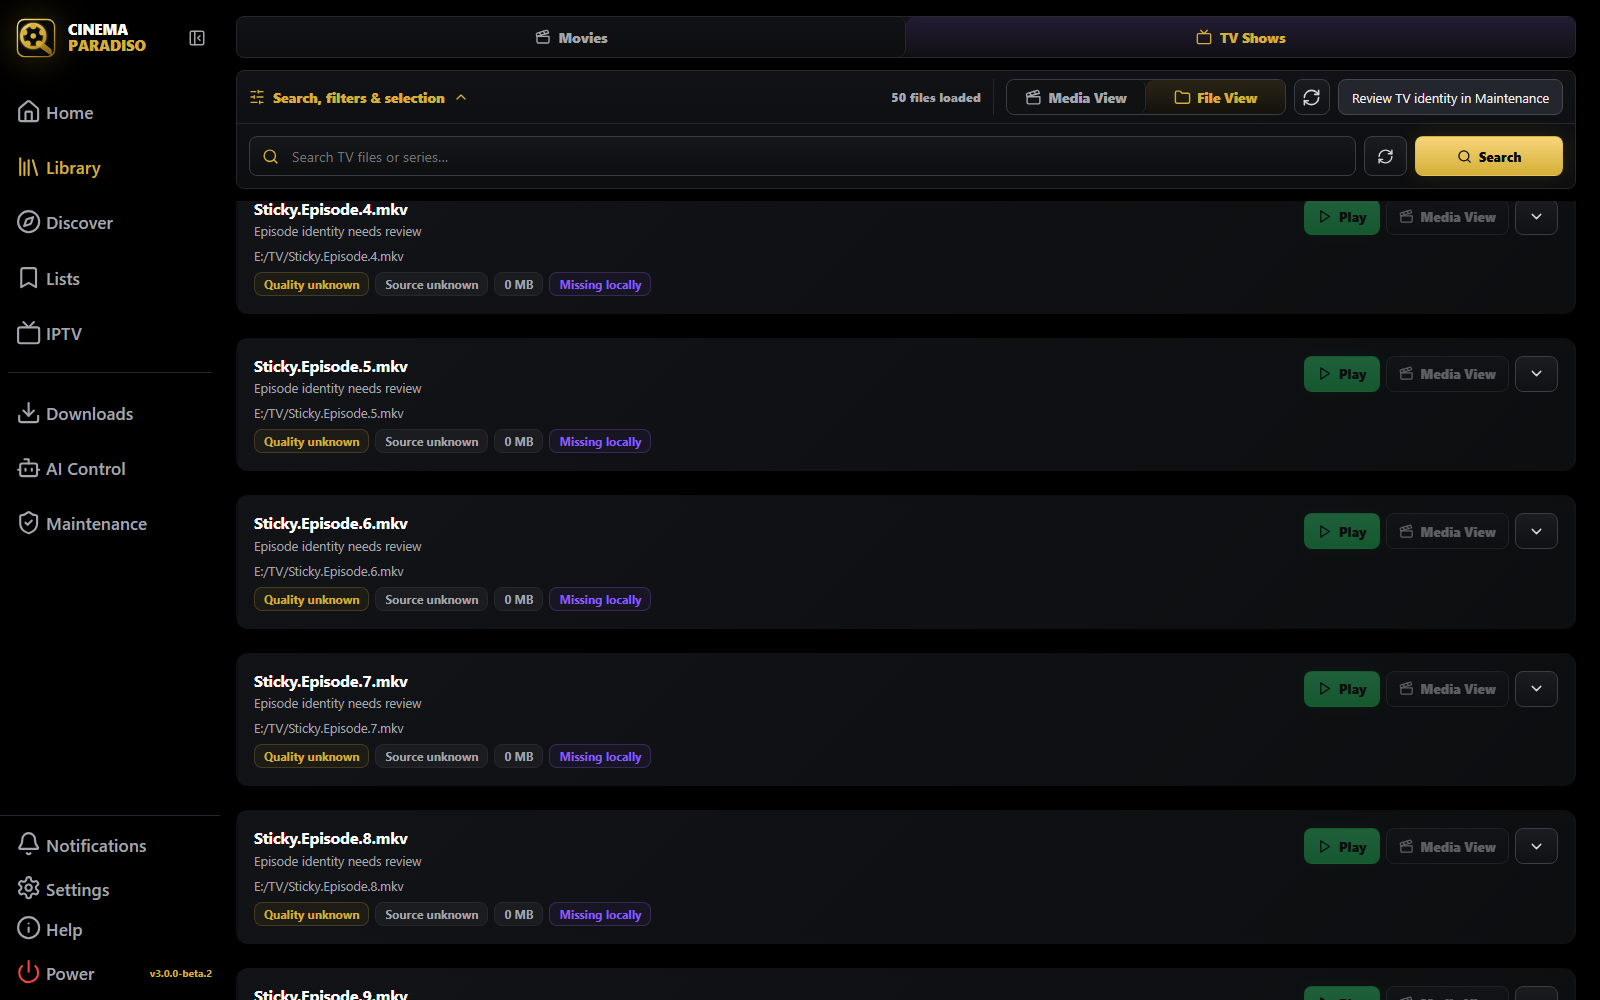 CINEMA
PARADISO
Home
Library
Discover
Lists
IPTV
Downloads
AI Control
Maintenance
Notifications
Settings
Help
Power v3.0.0-beta.2
Movies TV Shows
Search, filters & selection 50 files loaded Media View File View Review TV identity in Maintenance
Search TV files or series... Search
Sticky.Episode.4.mkv Play Media View
Episode identity needs review
E:/TV/Sticky.Episode.4.mkv
Quality unknown Source unknown 0 MB Missing locally
Sticky.Episode.5.mkv Play Media View
Episode identity needs review
E:/TV/Sticky.Episode.5.mkv
Quality unknown Source unknown 0 MB Missing locally
Sticky.Episode.6.mkv Play Media View
Episode identity needs review
E:/TV/Sticky.Episode.6.mkv
Quality unknown Source unknown 0 MB Missing locally
Sticky.Episode.7.mkv Play Media View
Episode identity needs review
E:/TV/Sticky.Episode.7.mkv
Quality unknown Source unknown 0 MB Missing locally
Sticky.Episode.8.mkv Play Media View
Episode identity needs review
E:/TV/Sticky.Episode.8.mkv
Quality unknown Source unknown 0 MB Missing locally
Sticky.Episode.9.mkv Play Media View